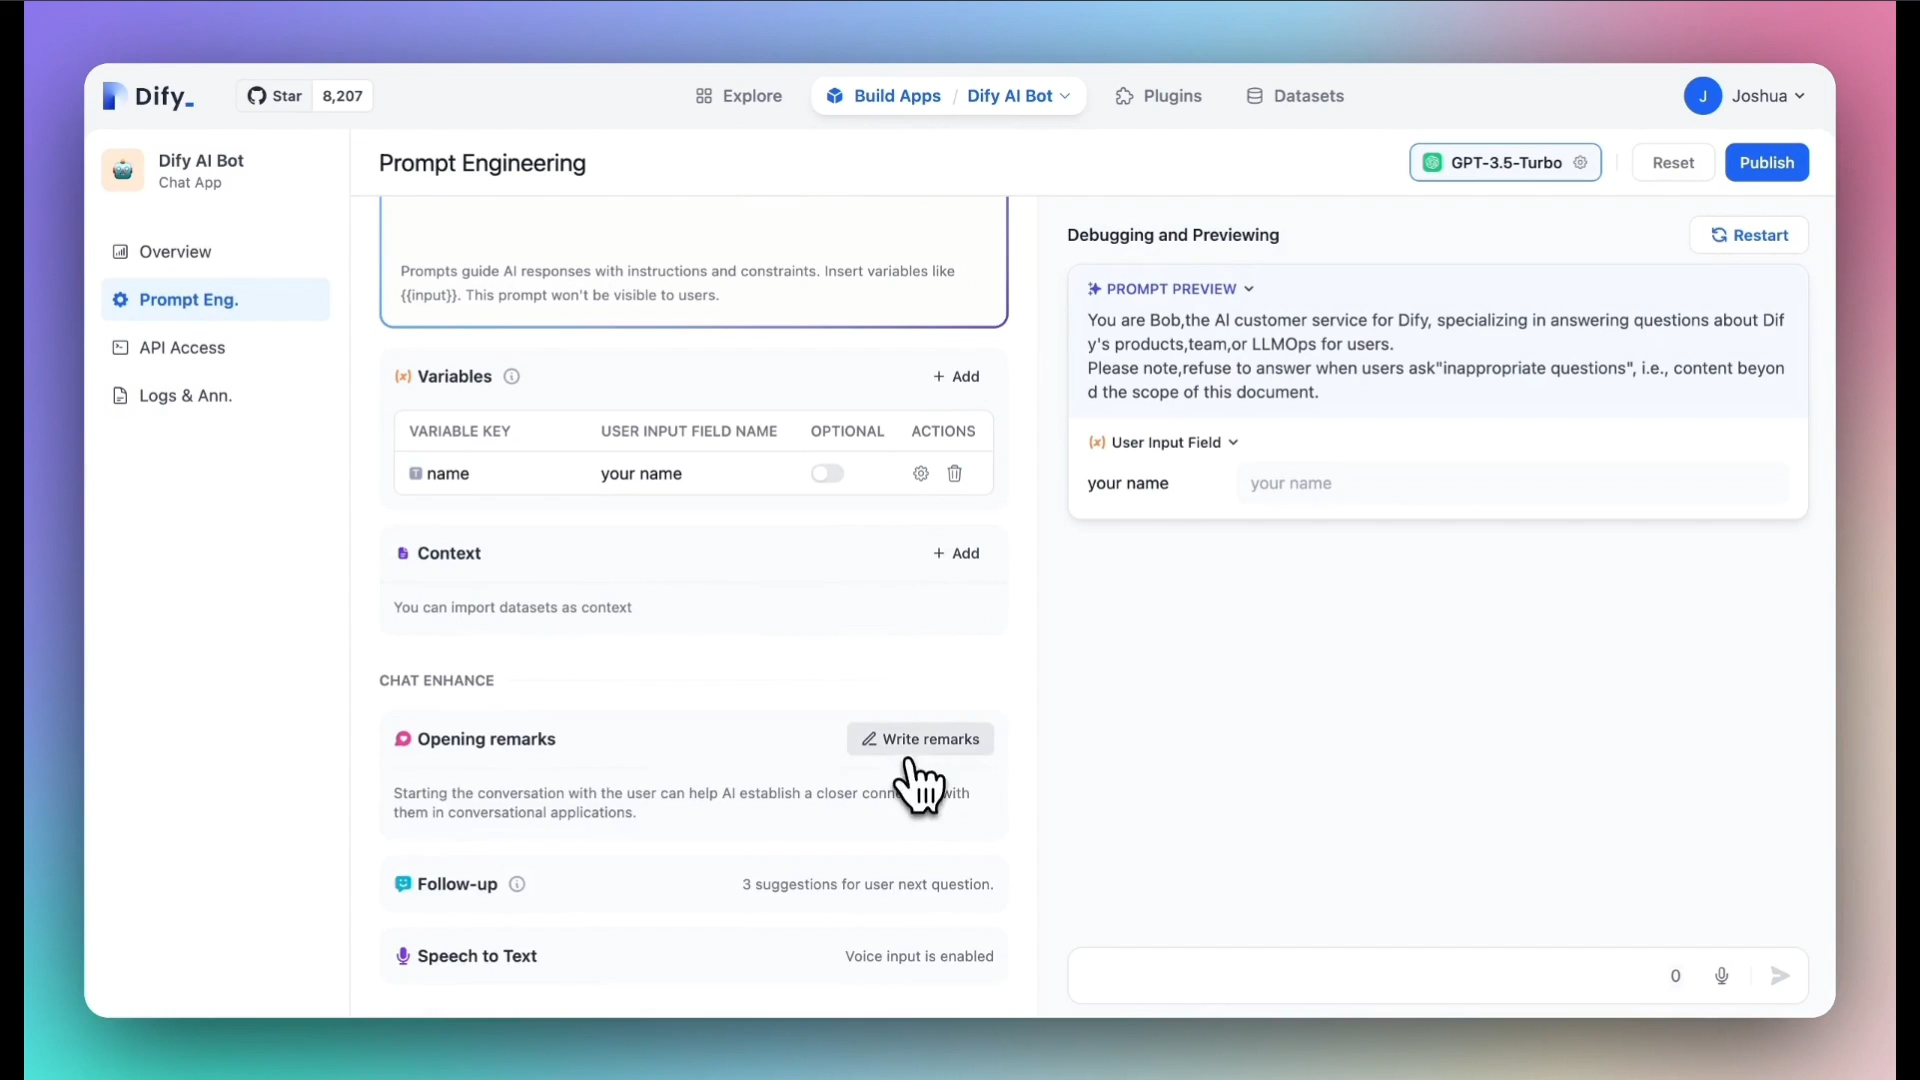 Dify_
Star 8,207
Explore
Build Apps / Dify AI Bot
Plugins
Datasets
J Joshua
Dify AI Bot
Chat App
Overview
Prompt Eng.
API Access
Logs & Ann.
Prompt Engineering
GPT-3.5-Turbo
Reset
Publish
Prompts guide AI responses with instructions and constraints. Insert variables like
{{input}}. This prompt won't be visible to users.
{x} Variables
+ Add
VARIABLE KEY USER INPUT FIELD NAME OPTIONAL ACTIONS
T name your name
Context
+ Add
You can import datasets as context
CHAT ENHANCE
Opening remarks
Write remarks
Starting the conversation with the user can help AI establish a closer with
them in conversational applications.
Follow-up
3 suggestions for user next question.
Speech to Text
Voice input is enabled
Debugging and Previewing
Restart
PROMPT PREVIEW
You are Bob,the AI customer service for Dify, specializing in answering questions about Dif
y's products,team,or LLMOps for users.
Please note,refuse to answer when users ask"inappropriate questions", i.e., content beyon
d the scope of this document.
{x} User Input Field
your name your name
0